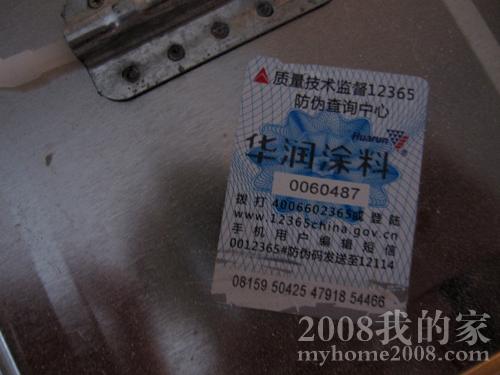 质量技术监督12365
防伪查询中心
Huarun
华润涂料
0060487
拨打4006602365或登陆
www.12365china.gov.cn
手机用户编辑短信
0012365#防伪码发送至12114
08159 50425 47918 54466
2008我的家
myhome2008.com